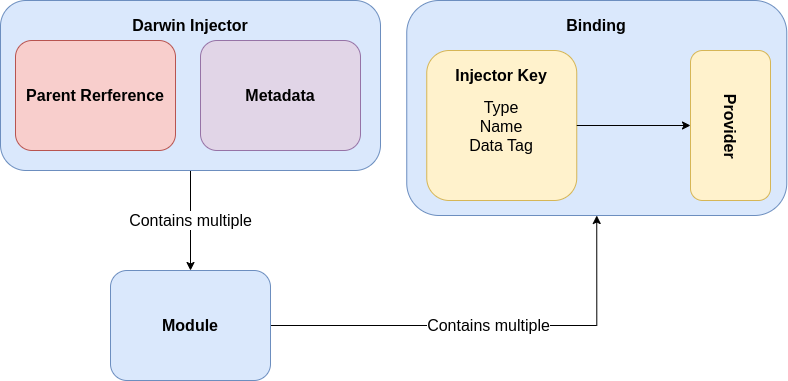 Darwin Injector
Parent Rerference
Metadata
Contains multiple
Module
Contains multiple
Binding
Injector Key
Type
Name
Data Tag
Provider